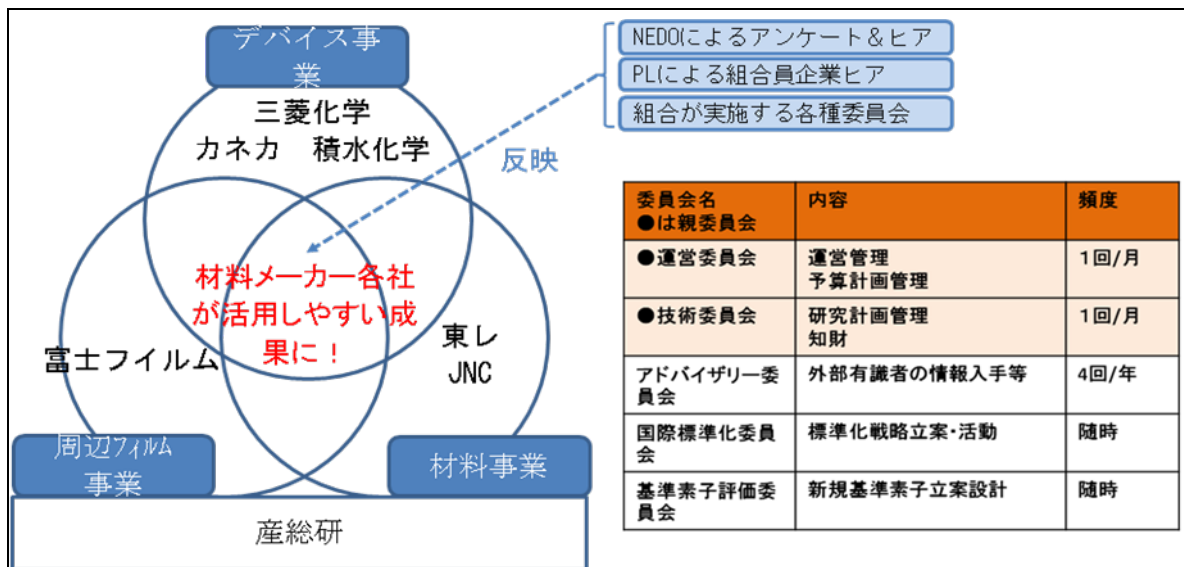 デバイス事
業
三菱化学
カネカ 積水化学
反映
材料メーカー各社
が活用しやすい成
果に！
富士フイルム
東レ
JNC
周辺ﾌｨﾙﾑ
事業
材料事業
産総研
NEDOによるアンケート＆ヒア
PLによる組合員企業ヒア
組合が実施する各種委員会
委員会名
●は親委員会
内容
頻度
●運営委員会
運営管理
予算計画管理
1回/月
●技術委員会
研究計画管理
知財
1回/月
アドバイザリー委
員会
外部有識者の情報入手等
4回/年
国際標準化委員
会
標準化戦略立案・活動
随時
基準素子評価委
員会
新規基準素子立案設計
随時